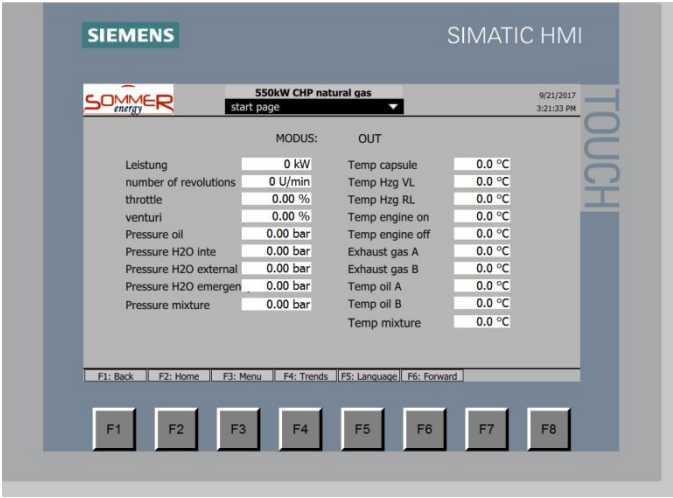 SIEMENS
SIMATIC HMI
TOUCH
SOMMER
energy
550kW CHP natural gas
start page
9/21/2017
3:21:33 PM
MODUS: OUT
Leistung 0 kW Temp capsule 0.0 °C
number of revolutions 0 U/min Temp Hzg VL 0.0 °C
throttle 0.00 % Temp Hzg RL 0.0 °C
venturi 0.00 % Temp engine on 0.0 °C
Pressure oil 0.00 bar Temp engine off 0.0 °C
Pressure H2O inte 0.00 bar Exhaust gas A 0.0 °C
Pressure H2O external 0.00 bar Exhaust gas B 0.0 °C
Pressure H2O emergen 0.00 bar Temp oil A 0.0 °C
Pressure mixture 0.00 bar Temp oil B 0.0 °C
Temp mixture 0.0 °C
F1: Back F2: Home F3: Menu F4: Trends F5: Language F6: Forward
F1 F2 F3 F4 F5 F6 F7 F8